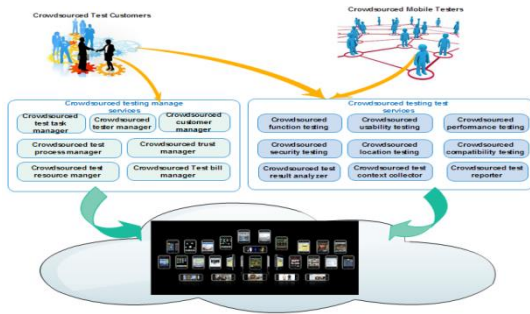 Crowdsourced Test Customers
Crowdsourced Mobile Testers
Crowdsourced testing manage
services
Crowdsourced
test task
manager
Crowdsourced
tester manager
Crowdsourced
customer
manager
Crowdsourced test
process manager
Crowdsourced trust
manager
Crowdsourced test
resource manger
Crowdsourced Test bill
manager
Crowdsourced testing test
services
Crowdsourced
function testing
Crowdsourced
usability testing
Crowdsourced
performance testing
Crowdsourced
security testing
Crowdsourced
location testing
Crowdsourced
compatibility testing
Crowdsourced test
result analyzer
Crowdsourced test
context collector
Crowdsourced test
reporter